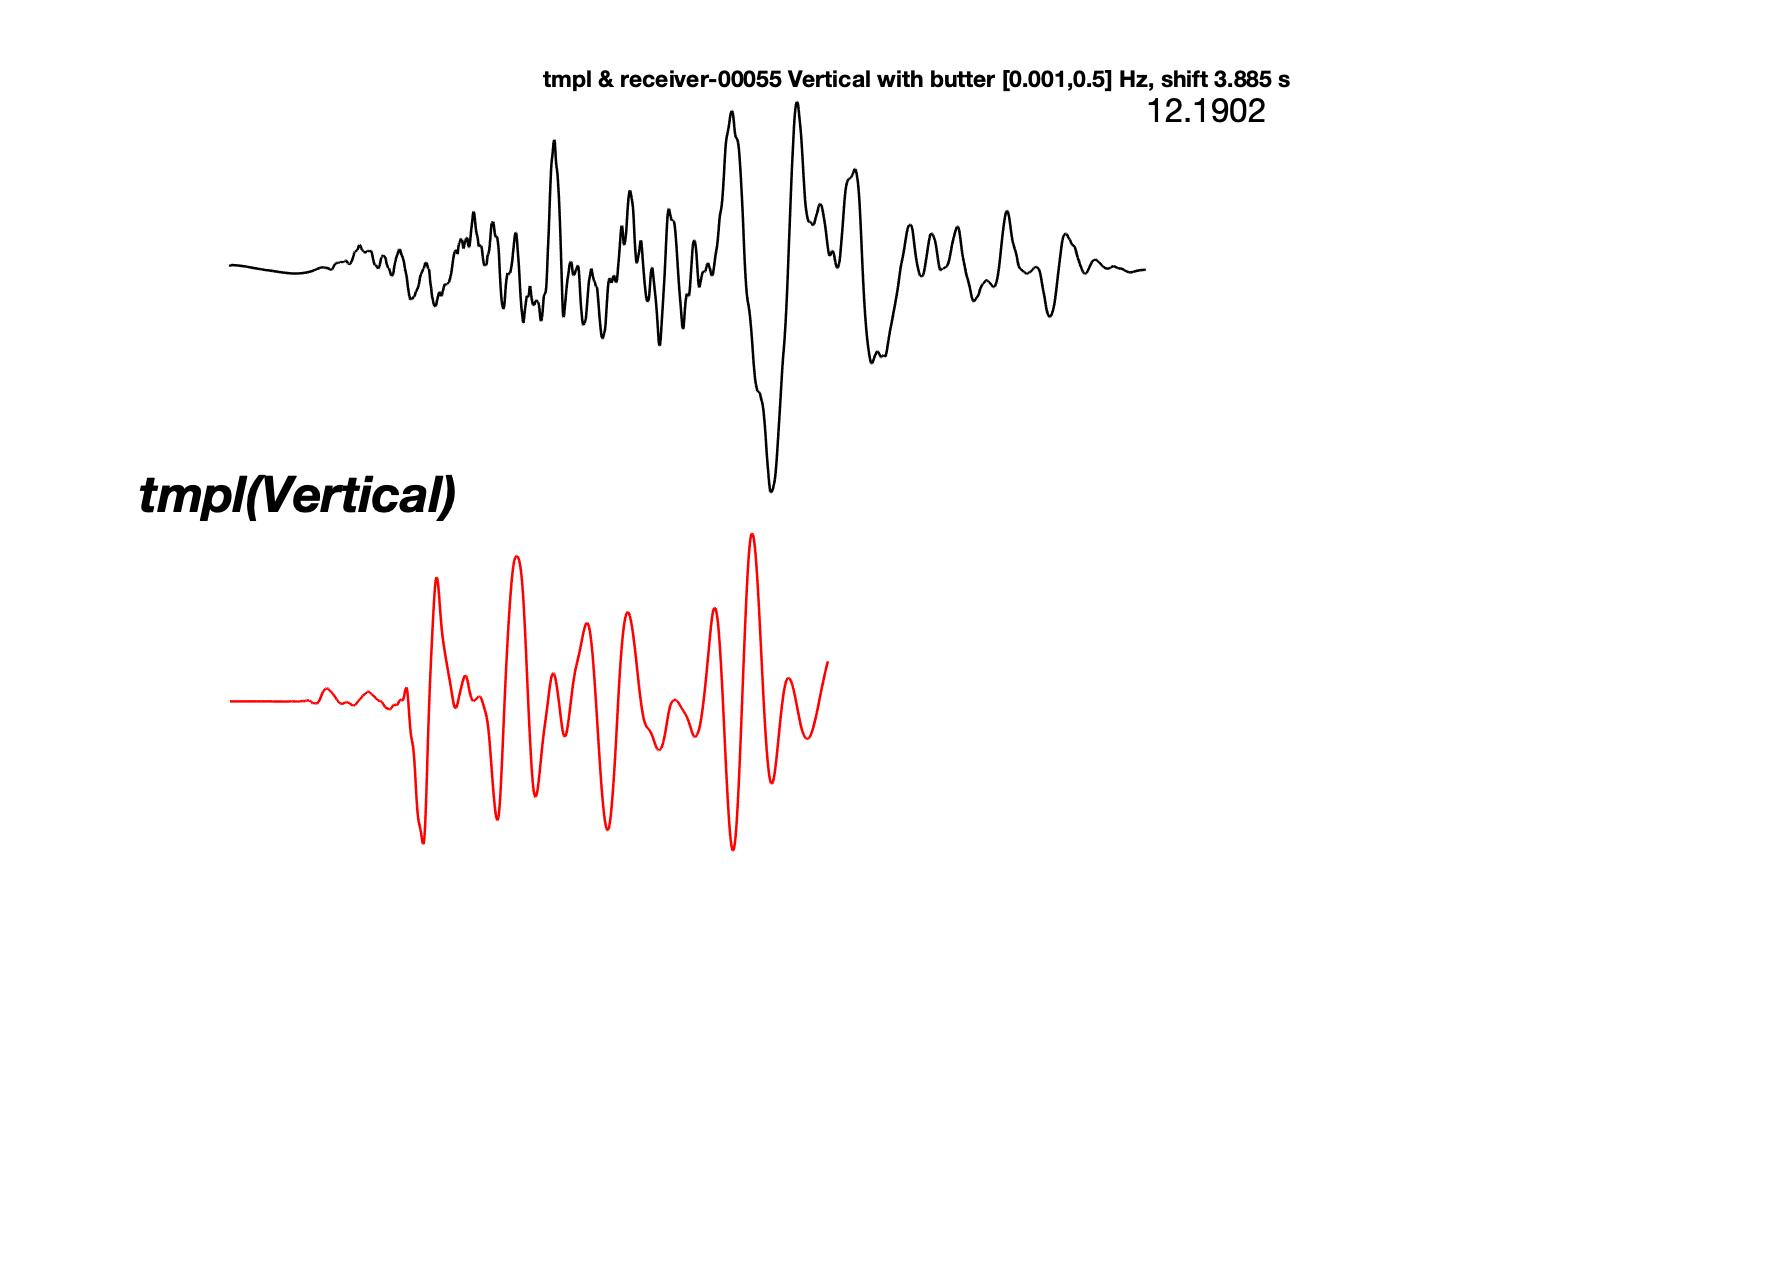 tmpl & receiver-00055 Vertical with butter [0.001,0.5] Hz, shift 3.885 s
12.1902
tmpl(Vertical)